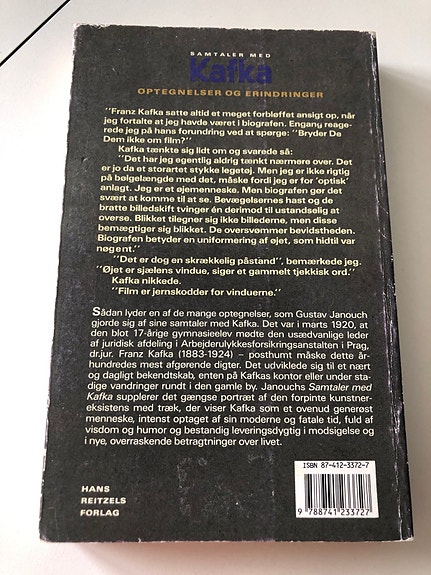 SAMTALER MED
Kafka
OPTEGNELSER OG ERINDRINGER
"Franz Kafka satte altid et meget forbløffet ansigt op, når
jeg fortalte at jeg havde været i biografen. Engang reage-
rede jeg på hans forundring ved at spørge: "Bryder De
Dem ikke om film?"
Kafka tænkte sig lidt om og svarede så:
"Det har jeg egentlig aldrig tænkt nærmere over. Det
er jo da et storartet stykke legetøj. Men jeg er ikke rigtig
på bølgelængde med det, måske fordi jeg er for 'optisk'
anlagt. Jeg er et øjemenneske. Men biografen gør det
svært at komme til at se. Bevægelsernes hast og de
bratte billedskift tvinger én derimod til ustandselig at
overse. Blikket tilegner sig ikke billederne, men disse
bemægtiger sig blikket. De oversvømmer bevidstheden.
Biografen betyder en uniformering af øjet, som hidtil var
nøgent."
"Det er dog en skrækkelig påstand", bemærkede jeg.
"Øjet er sjælens vindue, siger et gammelt tjekkisk ord."
Kafka nikkede.
"Film er jernskodder for vinduerne."
Sådan lyder en af de mange optegnelser, som Gustav Janouch
gjorde sig af sine samtaler med Kafka. Det var i marts 1920, at
den blot 17-årige gymnasieelev mødte den usædvanlige leder
af juridisk afdeling i Arbejderulykkesforsikringsanstalten i Prag,
dr.jur. Franz Kafka (1883-1924) – posthumt måske dette år-
hundredes mest afgørende digter. Det udviklede sig til et nært
og dagligt bekendtskab, enten på Kafkas kontor eller under sta-
dige vandringer rundt i den gamle by. Janouchs Samtaler med
Kafka supplerer det gængse portræt af den forpinte kunstner-
eksistens med træk, der viser Kafka som et ovenud generøst
menneske, intenst optaget af sin moderne og fatale tid, fuld af
visdom og humor og bestandig leveringsdygtig i modsigelse og
i nye, overraskende betragtninger over livet.
ISBN 87-412-3372-7
9 788741 233727
HANS
REITZELS
FORLAG